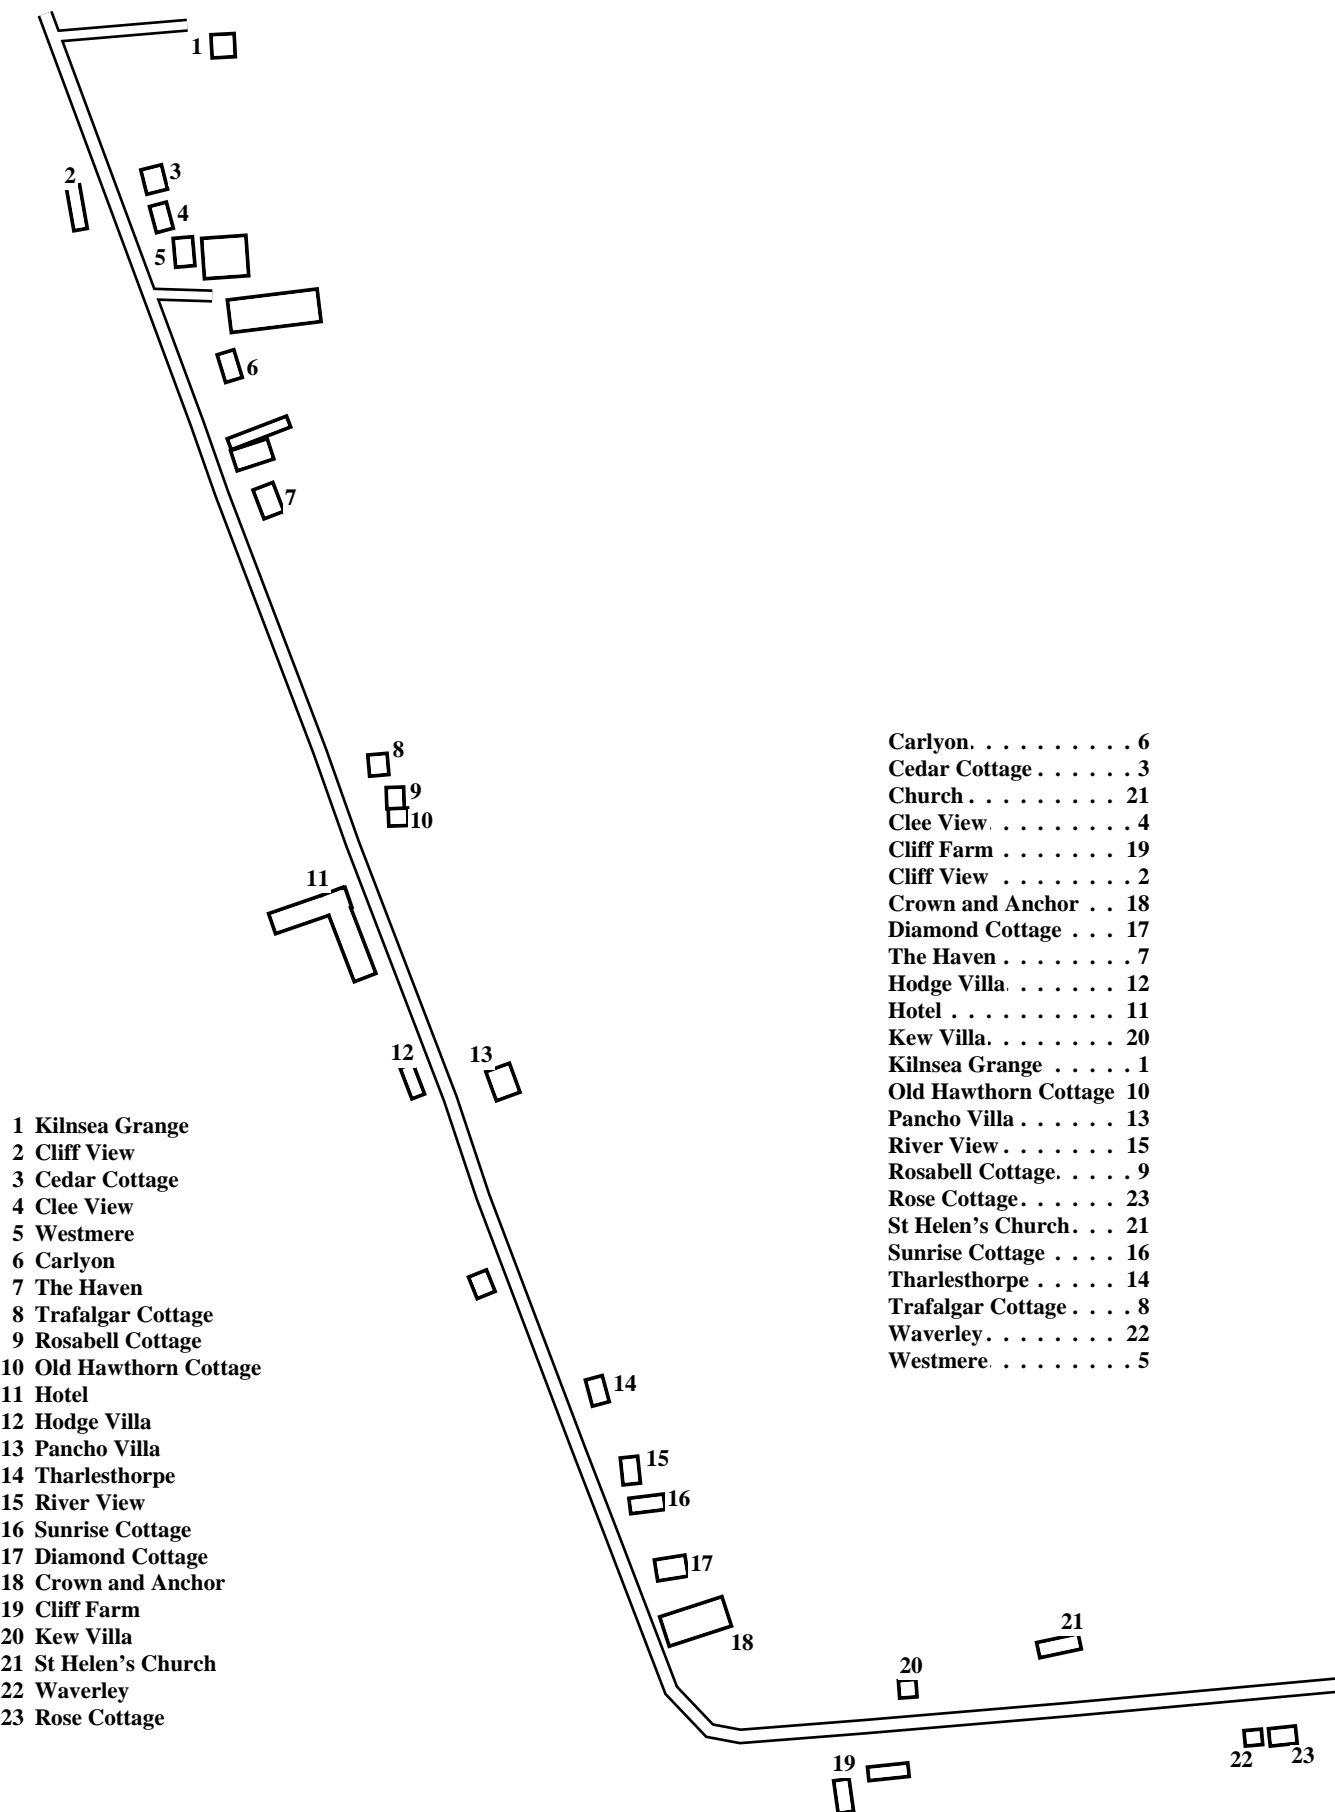 1
2
3
4
5
6
7
8
9
10
11
12
13
14
15
16
17
18
19
20
21
22
23
1 Kilnsea Grange
2 Cliff View
3 Cedar Cottage
4 Clee View
5 Westmere
6 Carlyon
7 The Haven
8 Trafalgar Cottage
9 Rosabell Cottage
10 Old Hawthorn Cottage
11 Hotel
12 Hodge Villa
13 Pancho Villa
14 Tharlesthorpe
15 River View
16 Sunrise Cottage
17 Diamond Cottage
18 Crown and Anchor
19 Cliff Farm
20 Kew Villa
21 St Helen's Church
22 Waverley
23 Rose Cottage
Carlyon. . . . . . . . . . 6
Cedar Cottage . . . . . . 3
Church . . . . . . . . . 21
Clee View. . . . . . . . . 4
Cliff Farm . . . . . . . 19
Cliff View . . . . . . . . 2
Crown and Anchor . . 18
Diamond Cottage . . . 17
The Haven . . . . . . . . 7
Hodge Villa. . . . . . . 12
Hotel . . . . . . . . . . 11
Kew Villa. . . . . . . . 20
Kilnsea Grange . . . . . 1
Old Hawthorn Cottage 10
Pancho Villa . . . . . . 13
River View . . . . . . . 15
Rosabell Cottage. . . . . 9
Rose Cottage. . . . . . 23
St Helen's Church. . . 21
Sunrise Cottage . . . . 16
Tharlesthorpe . . . . . 14
Trafalgar Cottage . . . . 8
Waverley . . . . . . . . 22
Westmere. . . . . . . . . 5